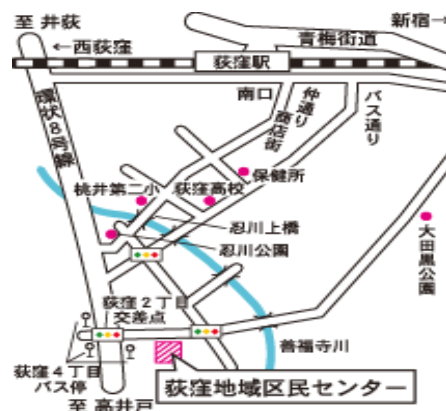 至 井荻
新宿→
←西荻窪
青梅街道
荻窪駅
南口
仲通り
商店街
バス通り
環状8号線
保健所
桃井第二小
荻窪高校
忍川上橋
忍川公園
大田黒公園
荻窪2丁目
交差点
善福寺川
荻窪4丁目
バス停
荻窪地域区民センター
至 高井戸